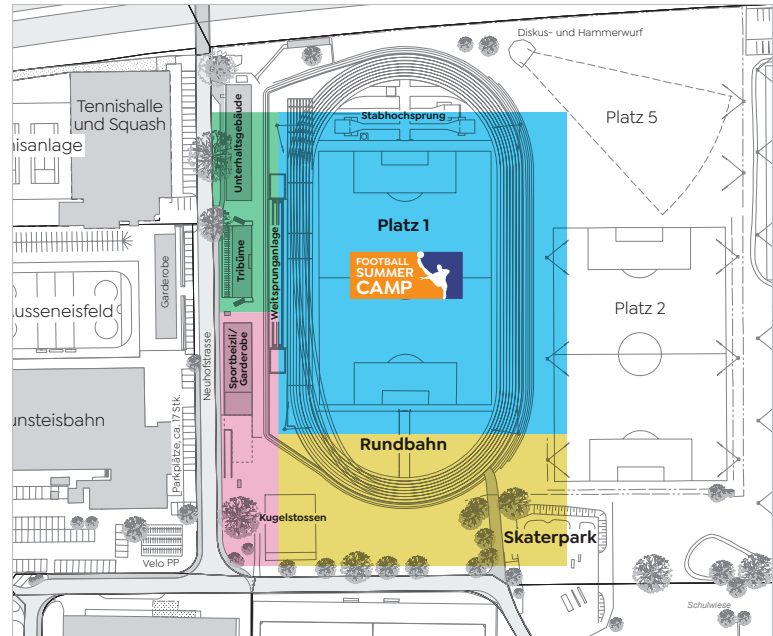 Diskus- und Hammerwurf
Tennishalle
und Squash
Platz 5
Stabhochsprung
nisanlage
Unterhaltsgebäude
Platz 1
FOOTBALL
SUMMER
CAMP
Tribüme
Weitsprunganlage
Garderobe
usseneisfeld
Platz 2
Neuhofstrasse
Sportbeizli/
Garderobe
unsteisbahn
Parkplätze, ca. 17 Stk.
Rundbahn
Kugelstossen
Skaterpark
Velo PP
Schulwiese